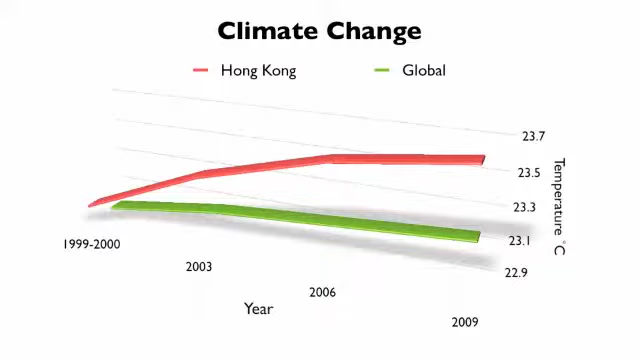 Climate Change
Hong Kong
Global
23.7
23.5
23.3
23.1
22.9
Temperature °C
1999-2000
2003
2006
2009
Year